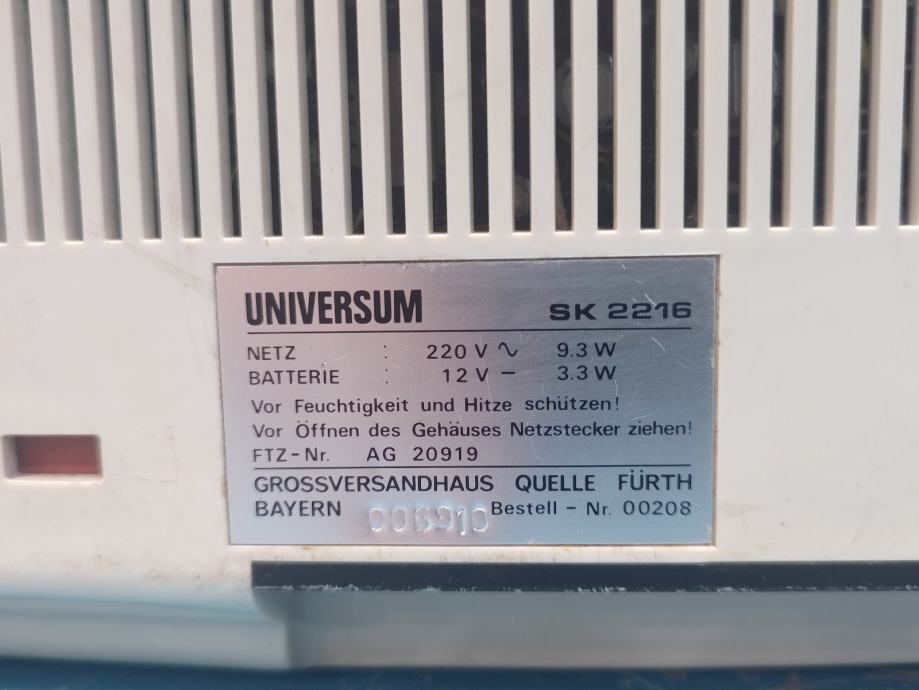 UNIVERSUM SK 2216
NETZ : 220 V ∿ 9.3 W
BATTERIE : 12 V – 3.3 W
Vor Feuchtigkeit und Hitze schützen!
Vor Öffnen des Gehäuses Netzstecker ziehen!
FTZ-Nr. AG 20919
GROSSVERSANDHAUS QUELLE FÜRTH
BAYERN 006910 Bestell - Nr. 00208